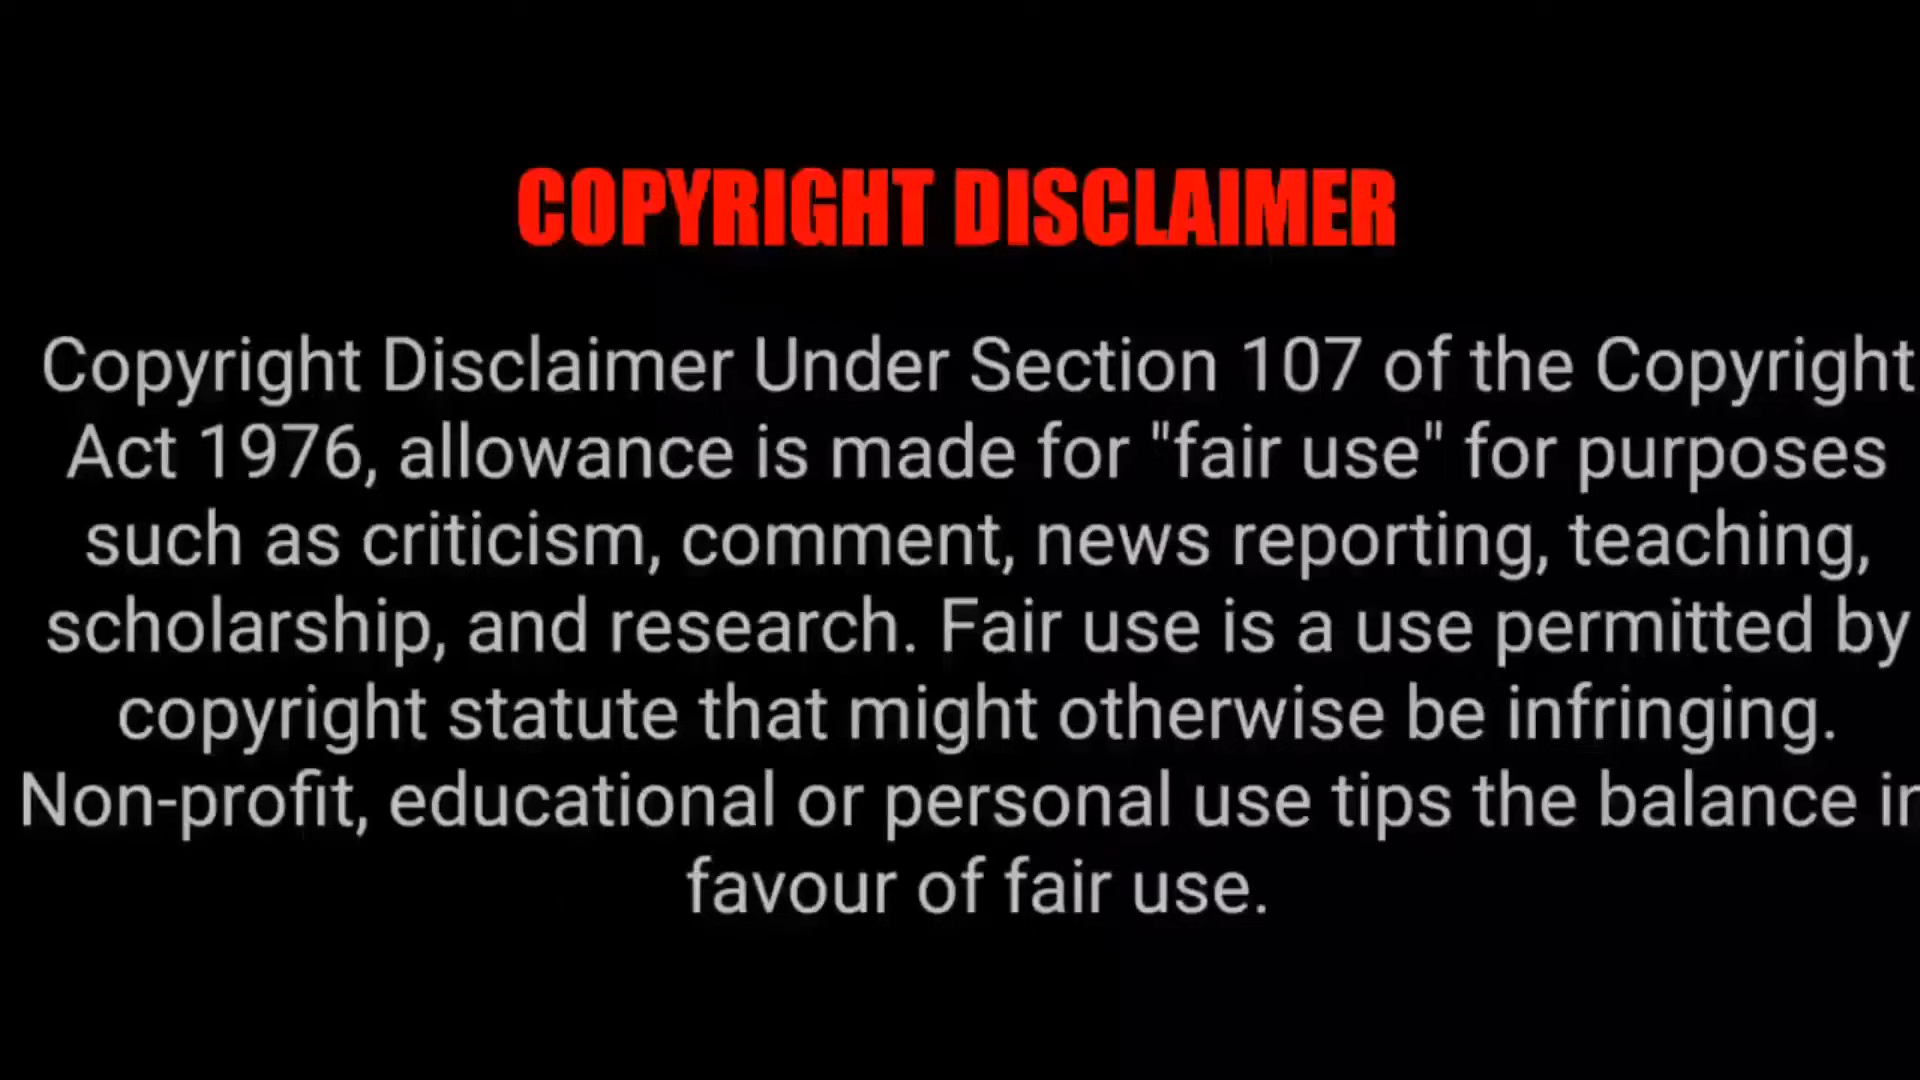 COPYRIGHT DISCLAIMER
Copyright Disclaimer Under Section 107 of the Copyright
Act 1976, allowance is made for "fair use" for purposes
such as criticism, comment, news reporting, teaching,
scholarship, and research. Fair use is a use permitted by
copyright statute that might otherwise be infringing.
Non-profit, educational or personal use tips the balance in
favour of fair use.